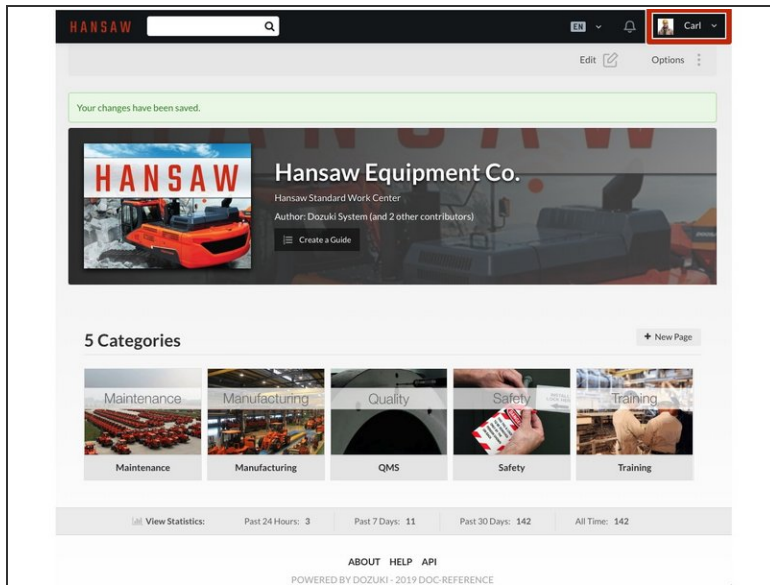 HANSAW
EN
Carl
Edit
Options
Your changes have been saved.
HANSAW
Hansaw Equipment Co.
Hansaw Standard Work Center
Author: Dozuki System (and 2 other contributors)
Create a Guide
5 Categories
+ New Page
Maintenance
Manufacturing
Quality
Safety
Training
Maintenance
Manufacturing
QMS
Safety
Training
View Statistics: Past 24 Hours: 3 Past 7 Days: 11 Past 30 Days: 142 All Time: 142
ABOUT HELP API
POWERED BY DOZUKI - 2019 DOC-REFERENCE